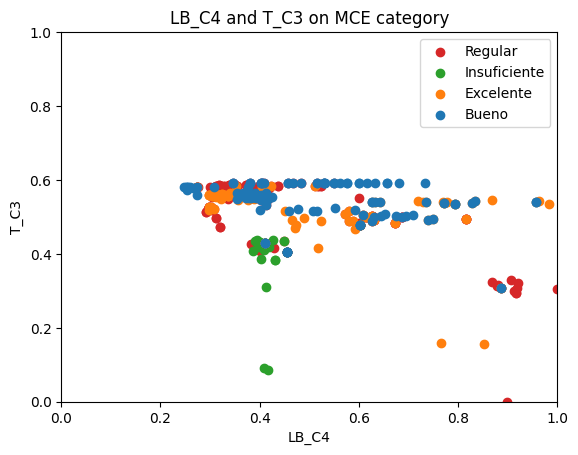 LB_C4 and T_C3 on MCE category
1.0
0.8
0.6
0.4
0.2
0.0
T_C3
Regular
Insuficiente
Excelente
Bueno
0.0 0.2 0.4 0.6 0.8 1.0
LB_C4